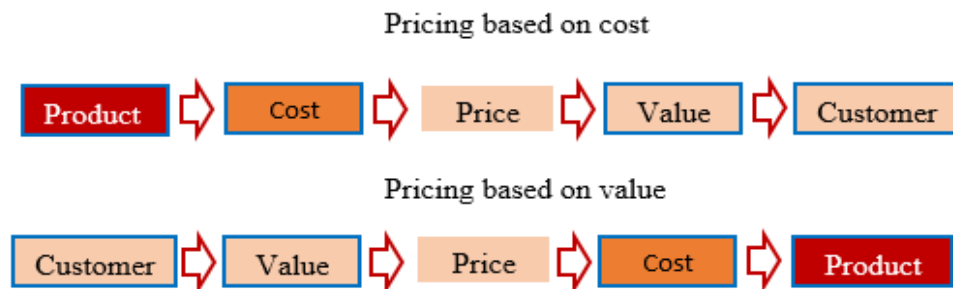 Pricing based on cost
Product Cost Price Value Customer
Pricing based on value
Customer Value Price Cost Product